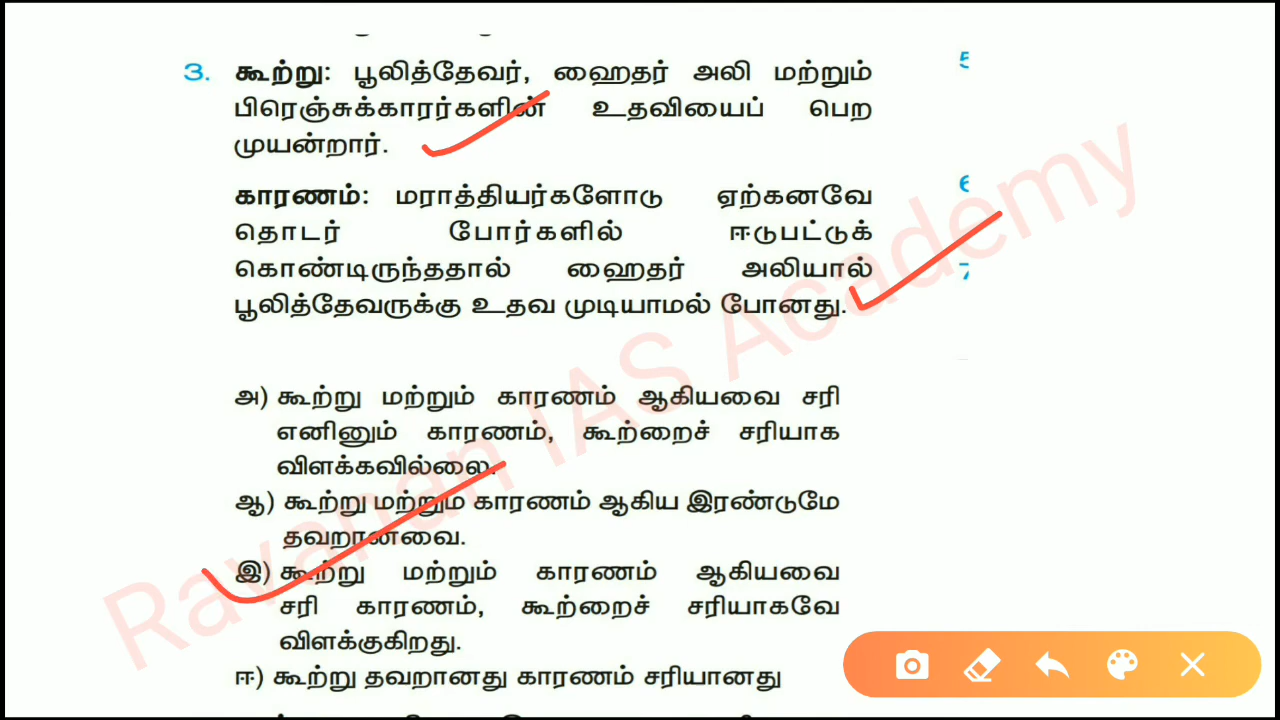 3. கூற்று: பூலித்தேவர், ஹைதர் அலி மற்றும்
பிரெஞ்சுக்காரர்களின் உதவியைப் பெற
முயன்றார்.
காரணம்: மராத்தியர்களோடு ஏற்கனவே
தொடர் போர்களில் ஈடுபட்டுக்
கொண்டிருந்ததால் ஹைதர் அலியால்
பூலித்தேவருக்கு உதவ முடியாமல் போனது.
அ) கூற்று மற்றும் காரணம் ஆகியவை சரி
எனினும் காரணம், கூற்றைச் சரியாக
விளக்கவில்லை.
ஆ) கூற்று மற்றும் காரணம் ஆகிய இரண்டுமே
தவறானவை.
இ) கூற்று மற்றும் காரணம் ஆகியவை
சரி காரணம், கூற்றைச் சரியாகவே
விளக்குகிறது.
ஈ) கூற்று தவறானது காரணம் சரியானது
Ravanan IAS Academy